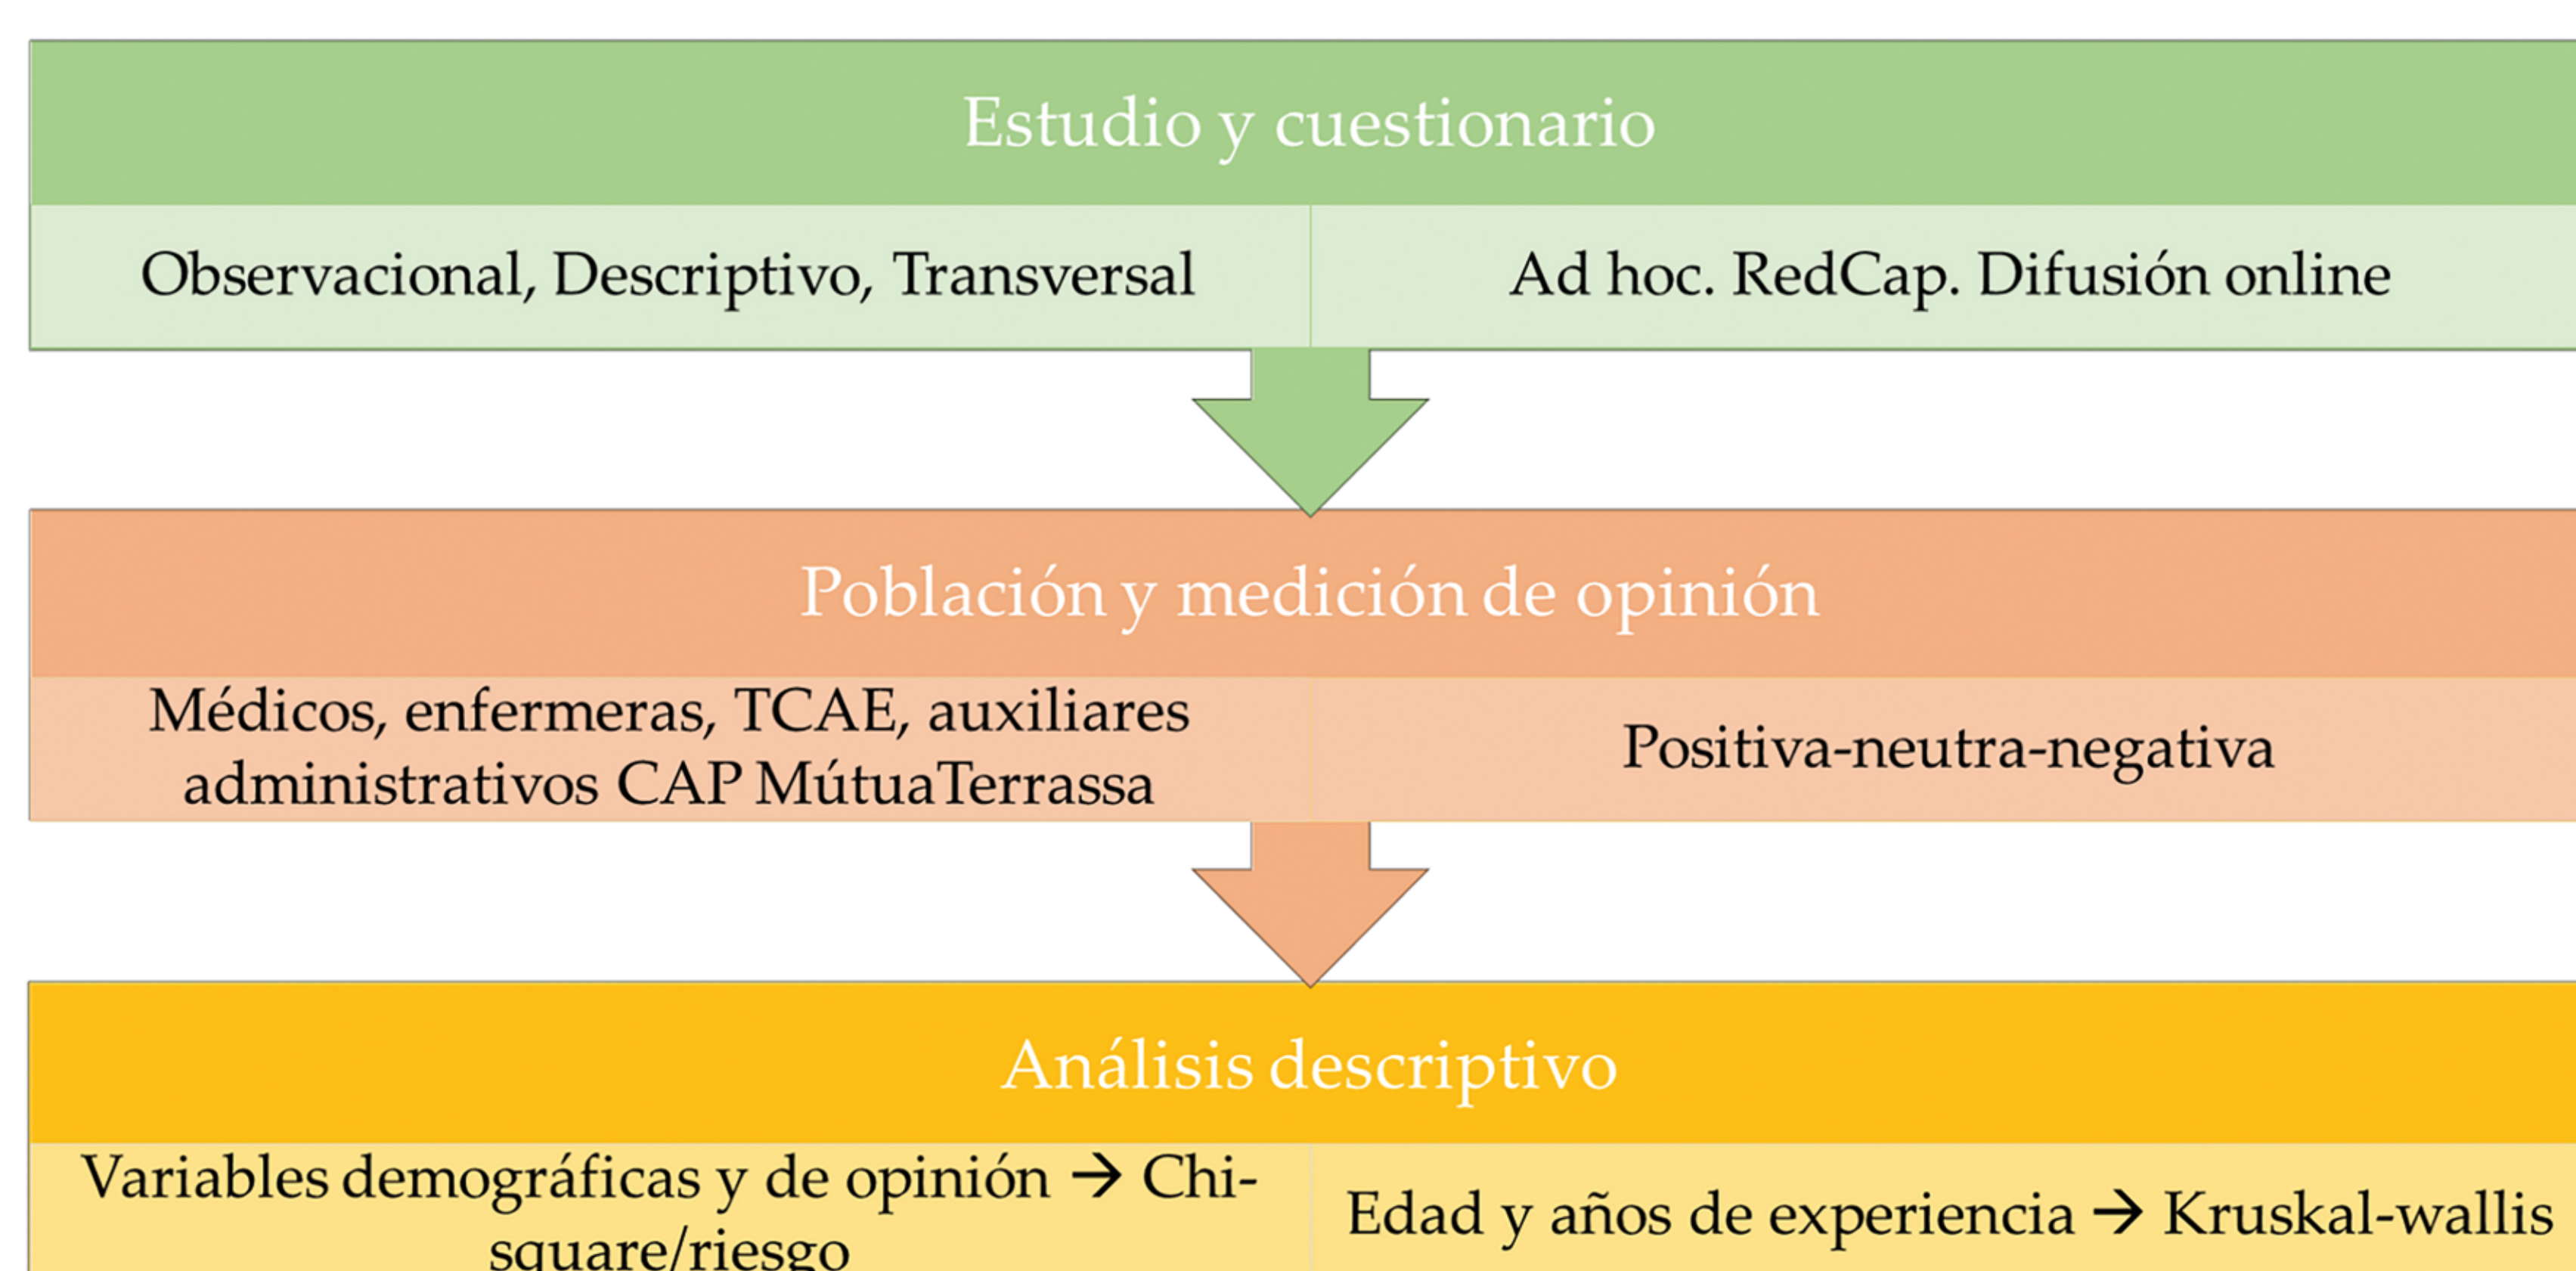 Estudio y cuestionario
Observacional, Descriptivo, Transversal
Ad hoc. RedCap. Difusión online
Población y medición de opinión
Médicos, enfermeras, TCAE, auxiliares
administrativos CAP MútuaTerrassa
Positiva-neutra-negativa
Análisis descriptivo
Variables demográficas y de opinión → Chi-
square/riesgo
Edad y años de experiencia → Kruskal-wallis